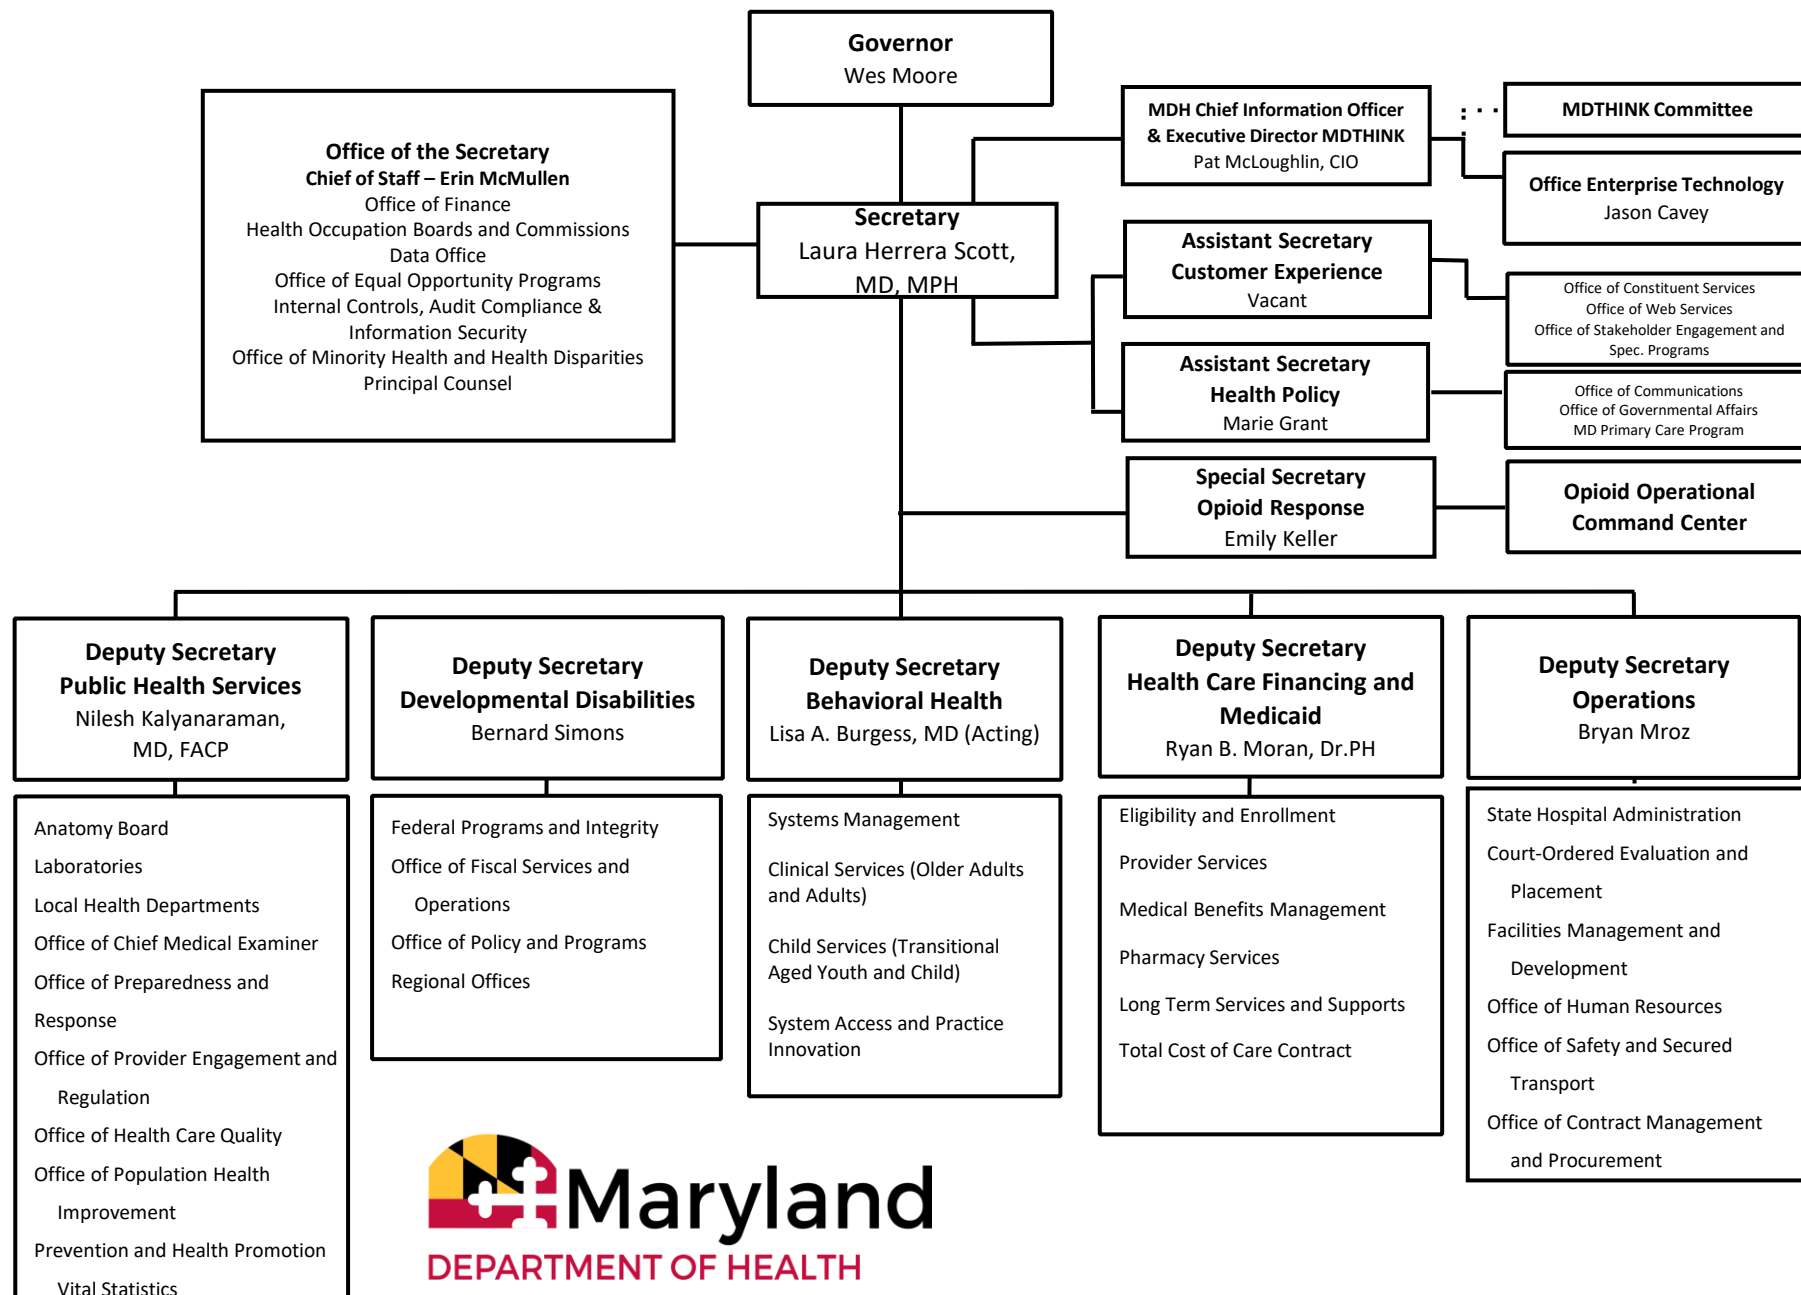 Governor
Wes Moore
Office of the Secretary
Chief of Staff – Erin McMullen
Office of Finance
Health Occupation Boards and Commissions
Data Office
Office of Equal Opportunity Programs
Internal Controls, Audit Compliance &
Information Security
Office of Minority Health and Health Disparities
Principal Counsel
Secretary
Laura Herrera Scott,
MD, MPH
MDH Chief Information Officer
& Executive Director MDTHINK
Pat McLoughlin, CIO
MDTHINK Committee
Office Enterprise Technology
Jason Cavey
Assistant Secretary
Customer Experience
Vacant
Office of Constituent Services
Office of Web Services
Office of Stakeholder Engagement and
Spec. Programs
Assistant Secretary
Health Policy
Marie Grant
Office of Communications
Office of Governmental Affairs
MD Primary Care Program
Special Secretary
Opioid Response
Emily Keller
Opioid Operational
Command Center
Deputy Secretary
Public Health Services
Nilesh Kalyanaraman,
MD, FACP
Anatomy Board
Laboratories
Local Health Departments
Office of Chief Medical Examiner
Office of Preparedness and
Response
Office of Provider Engagement and
Regulation
Office of Health Care Quality
Office of Population Health
Improvement
Prevention and Health Promotion
Vital Statistics
Deputy Secretary
Developmental Disabilities
Bernard Simons
Federal Programs and Integrity
Office of Fiscal Services and
Operations
Office of Policy and Programs
Regional Offices
Deputy Secretary
Behavioral Health
Lisa A. Burgess, MD (Acting)
Systems Management
Clinical Services (Older Adults
and Adults)
Child Services (Transitional
Aged Youth and Child)
System Access and Practice
Innovation
Deputy Secretary
Health Care Financing and
Medicaid
Ryan B. Moran, Dr.PH
Eligibility and Enrollment
Provider Services
Medical Benefits Management
Pharmacy Services
Long Term Services and Supports
Total Cost of Care Contract
Deputy Secretary
Operations
Bryan Mroz
State Hospital Administration
Court-Ordered Evaluation and
Placement
Facilities Management and
Development
Office of Human Resources
Office of Safety and Secured
Transport
Office of Contract Management
and Procurement
Maryland
DEPARTMENT OF HEALTH